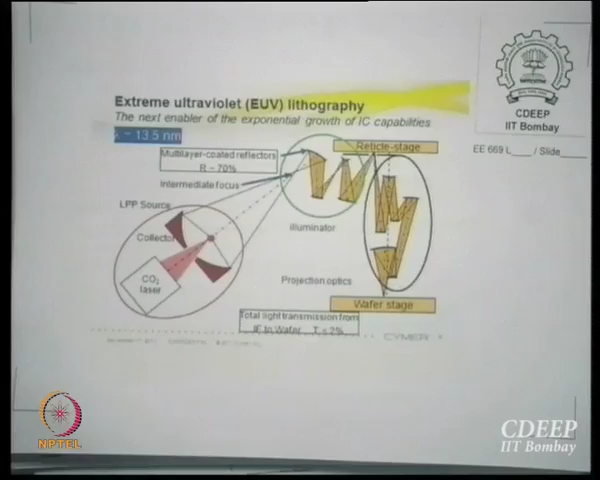 Extreme ultraviolet (EUV) lithography
The next enabler of the exponential growth of IC capabilities
λ ~ 13.5 nm
Multilayer-coated reflectors
R ~ 70%
Reticle-stage
Intermediate focus
LPP Source
Collector
illuminator
CO₂
laser
Projection optics
Wafer stage
Total light transmission from
IF to Wafer T < 2%
CYMER
CDEEP
IIT Bombay
EE 669 L____ / Slide____
NPTEL
CDEEP
IIT Bombay